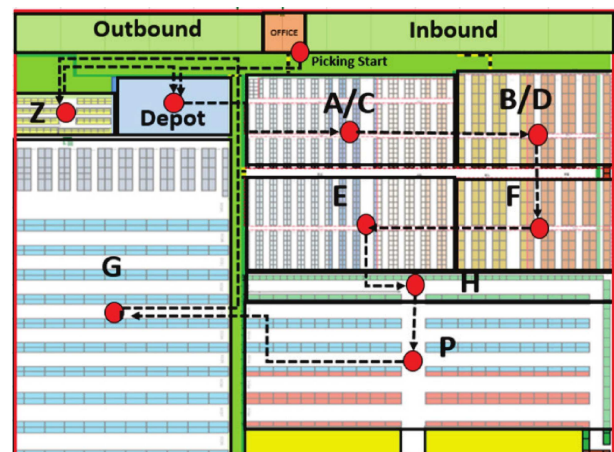 Outbound
OFFICE
Inbound
Picking Start
Z
Depot
A/C
B/D
E
F
G
H
P